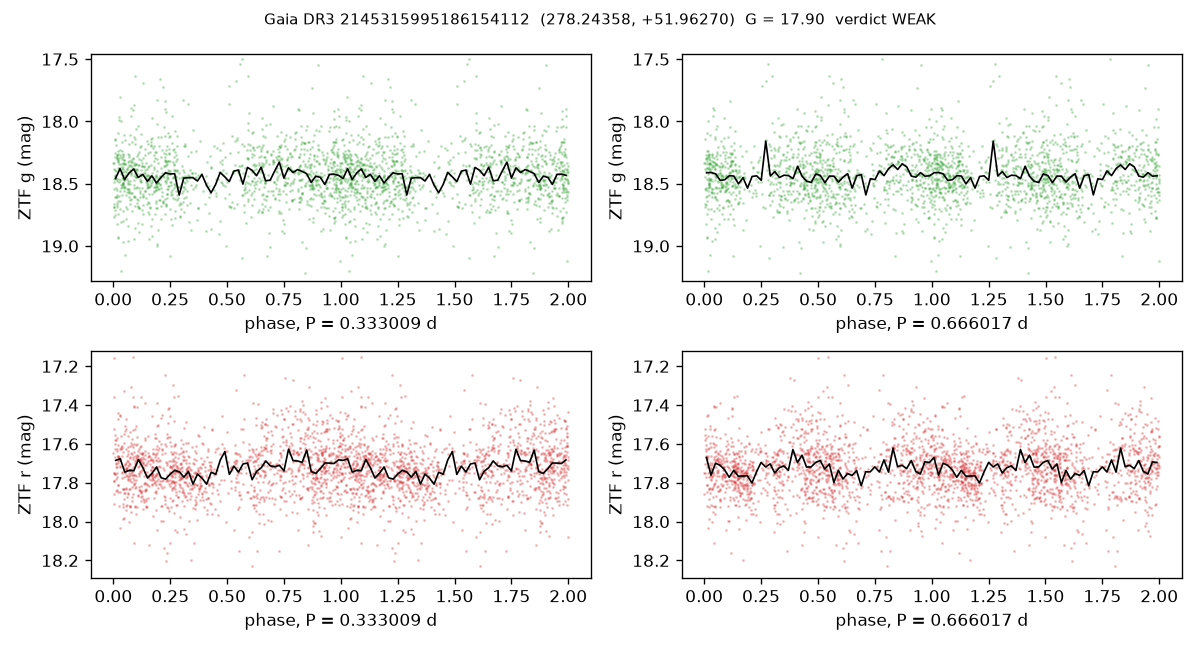 Gaia DR3 2145315995186154112  (278.24358, +51.96270)  G = 17.90  verdict WEAK
ZTF g (mag)
17.5
18.0
18.5
19.0
0.00 0.25 0.50 0.75 1.00 1.25 1.50 1.75 2.00
phase, P = 0.333009 d
ZTF g (mag)
17.5
18.0
18.5
19.0
0.00 0.25 0.50 0.75 1.00 1.25 1.50 1.75 2.00
phase, P = 0.666017 d
ZTF r (mag)
17.2
17.4
17.6
17.8
18.0
18.2
0.00 0.25 0.50 0.75 1.00 1.25 1.50 1.75 2.00
phase, P = 0.333009 d
ZTF r (mag)
17.2
17.4
17.6
17.8
18.0
18.2
0.00 0.25 0.50 0.75 1.00 1.25 1.50 1.75 2.00
phase, P = 0.666017 d